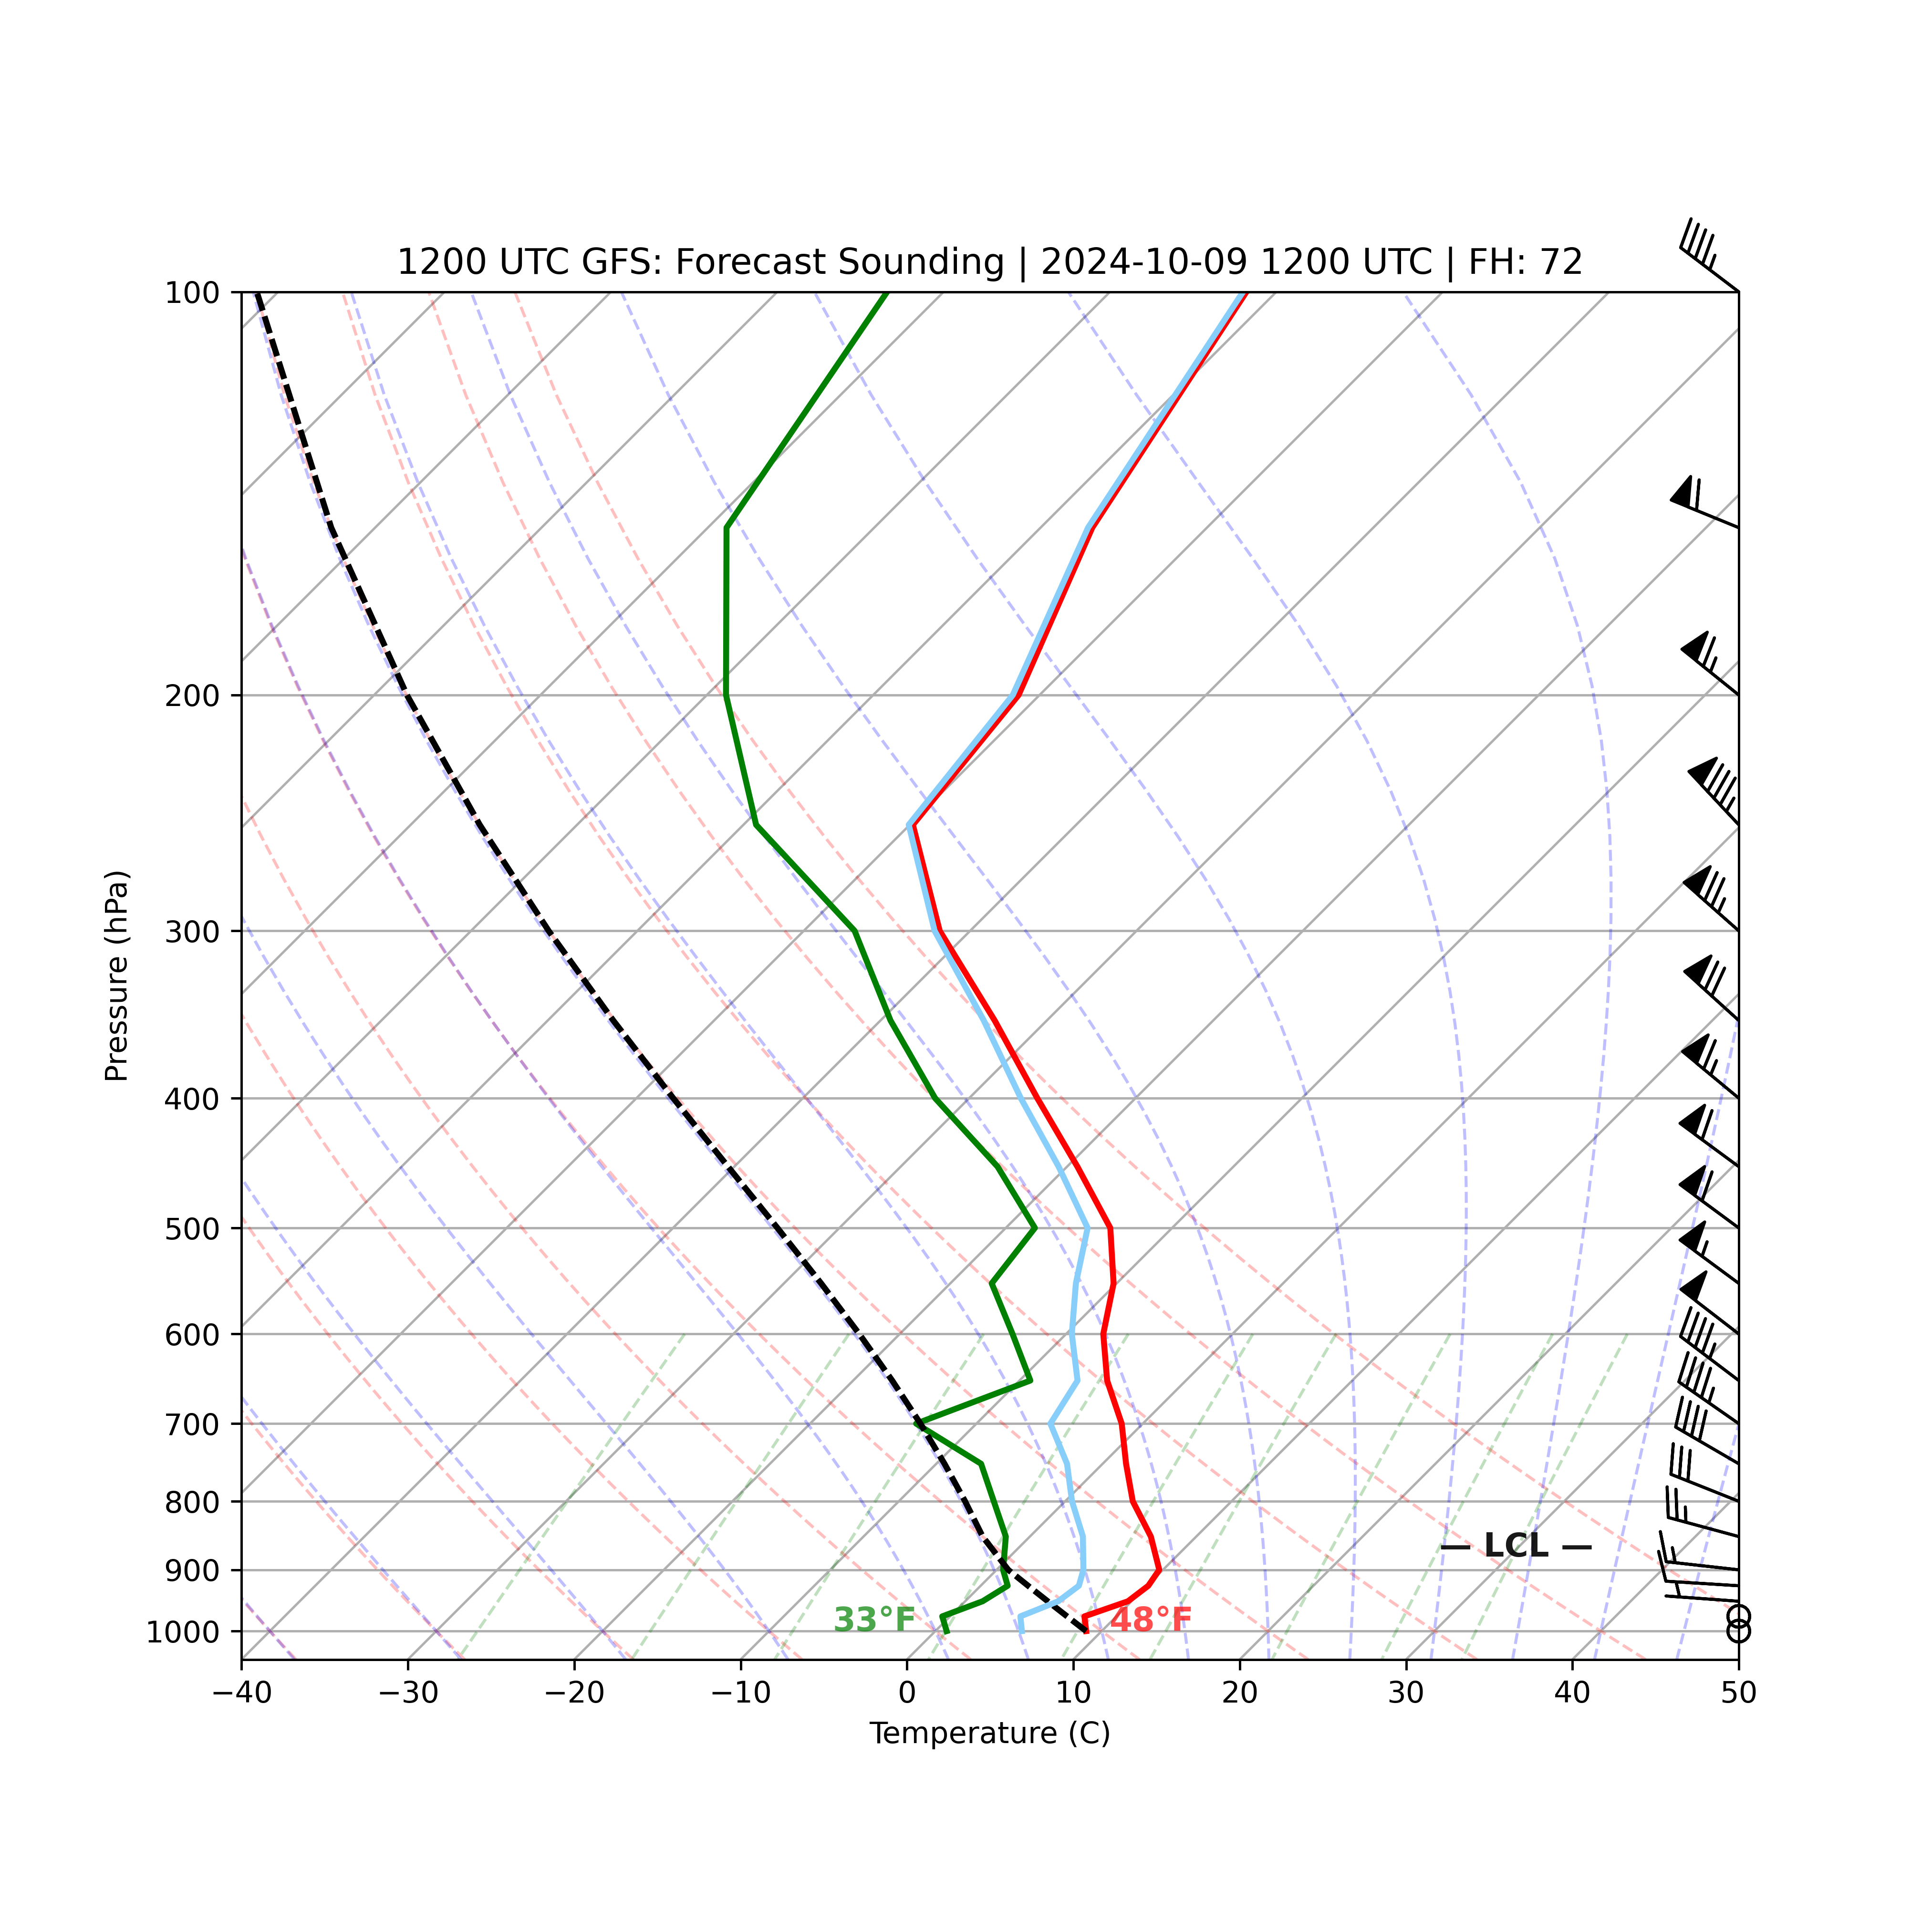 1200 UTC GFS: Forecast Sounding | 2024-10-09 1200 UTC | FH: 72
100
200
300
400
500
600
700
800
900
1000
Pressure (hPa)
— LCL —
33°F
48°F
−40 −30 −20 −10 0 10 20 30 40 50
Temperature (C)